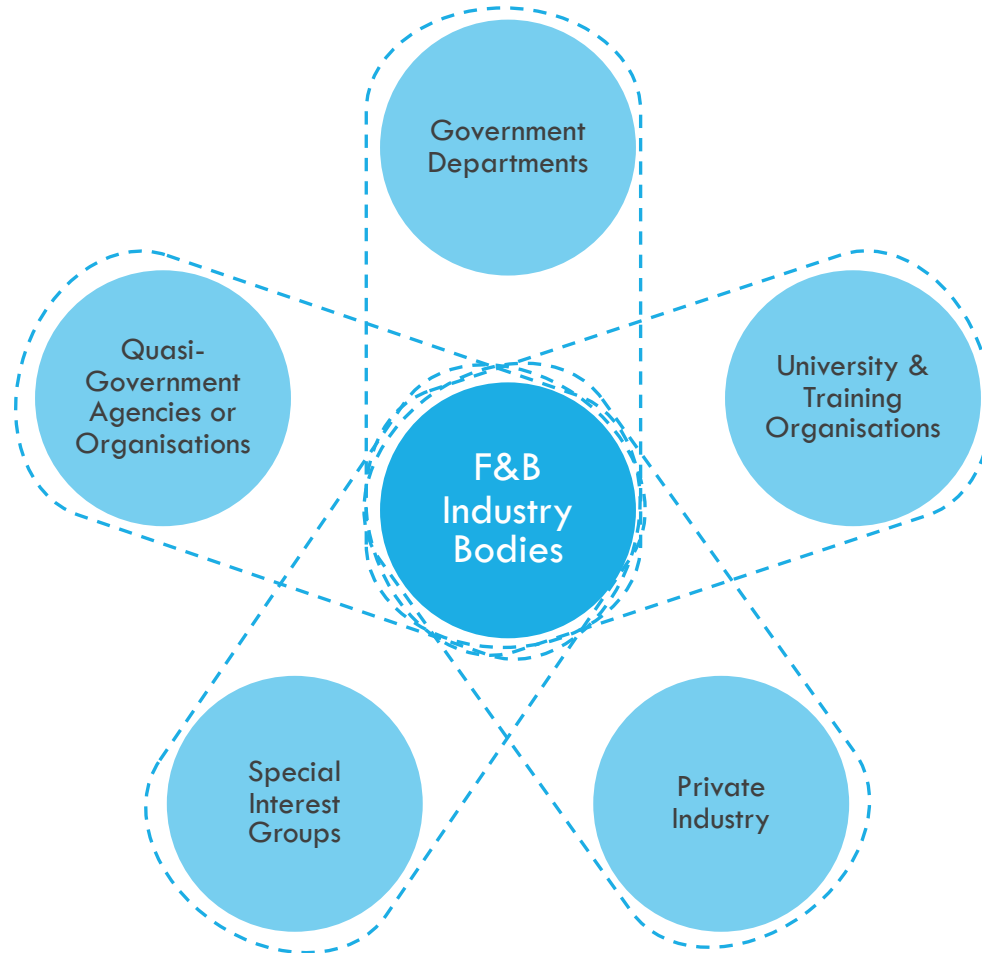 Government
Departments
Quasi-
Government
Agencies or
Organisations
University &
Training
Organisations
F&B
Industry
Bodies
Special
Interest
Groups
Private
Industry